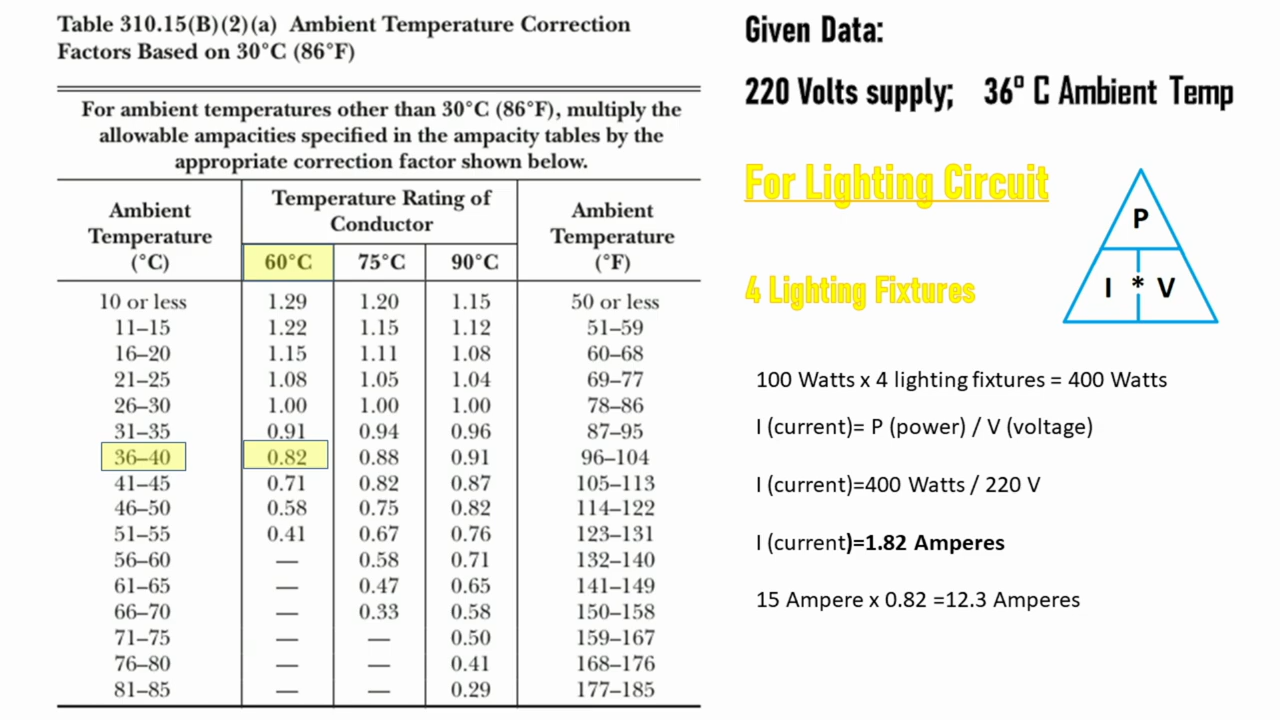 Table 310.15(B)(2)(a) Ambient Temperature Correction
Factors Based on 30°C (86°F)
For ambient temperatures other than 30°C (86°F), multiply the
allowable ampacities specified in the ampacity tables by the
appropriate correction factor shown below.
Ambient
Temperature
(°C)
Temperature Rating of
Conductor
Ambient
Temperature
(°F)
60°C 75°C 90°C
10 or less 1.29 1.20 1.15 50 or less
11–15 1.22 1.15 1.12 51–59
16–20 1.15 1.11 1.08 60–68
21–25 1.08 1.05 1.04 69–77
26–30 1.00 1.00 1.00 78–86
31–35 0.91 0.94 0.96 87–95
36–40 0.82 0.88 0.91 96–104
41–45 0.71 0.82 0.87 105–113
46–50 0.58 0.75 0.82 114–122
51–55 0.41 0.67 0.76 123–131
56–60 — 0.58 0.71 132–140
61–65 — 0.47 0.65 141–149
66–70 — 0.33 0.58 150–158
71–75 — — 0.50 159–167
76–80 — — 0.41 168–176
81–85 — — 0.29 177–185
Given Data:
220 Volts supply; 36º C Ambient Temp
For Lighting Circuit
4 Lighting Fixtures
P
I * V
100 Watts x 4 lighting fixtures = 400 Watts
I (current)= P (power) / V (voltage)
I (current)=400 Watts / 220 V
I (current)=1.82 Amperes
15 Ampere x 0.82 =12.3 Amperes